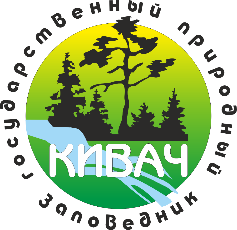 государственный природный
КИВАЧ
заповедник